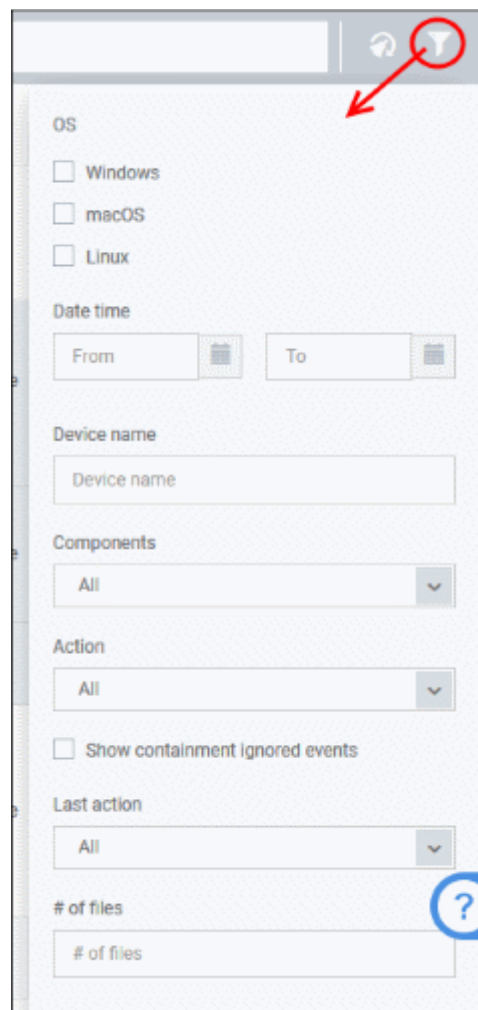 OS
Windows
macOS
Linux
Date time
From To
Device name
Device name
Components
All
Action
All
Show containment ignored events
Last action
All
# of files
# of files
?